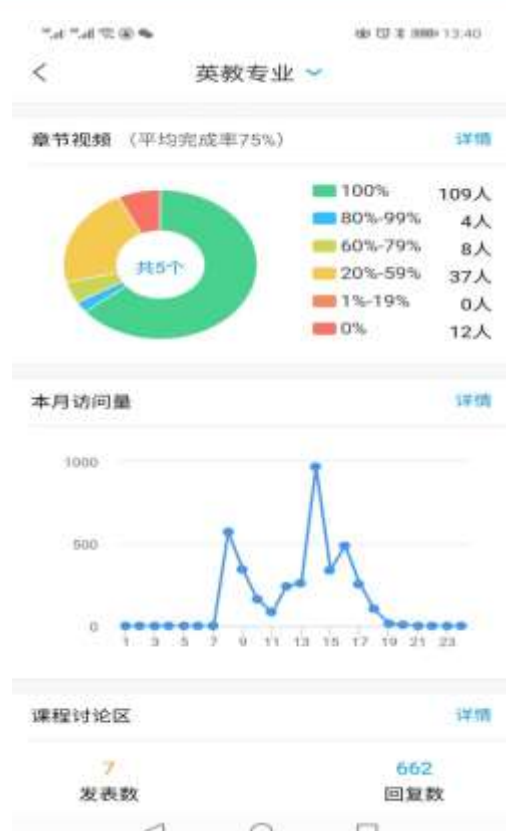 13:40
英教专业
章节视频 (平均完成率75%) 详情
共5个
100% 109人
80%-99% 4人
60%-79% 8人
20%-59% 37人
1%-19% 0人
0% 12人
本月访问量 详情
1000
500
0
1 3 5 7 9 11 13 15 17 19 21 23
课程讨论区 详情
7 662
发表数 回复数